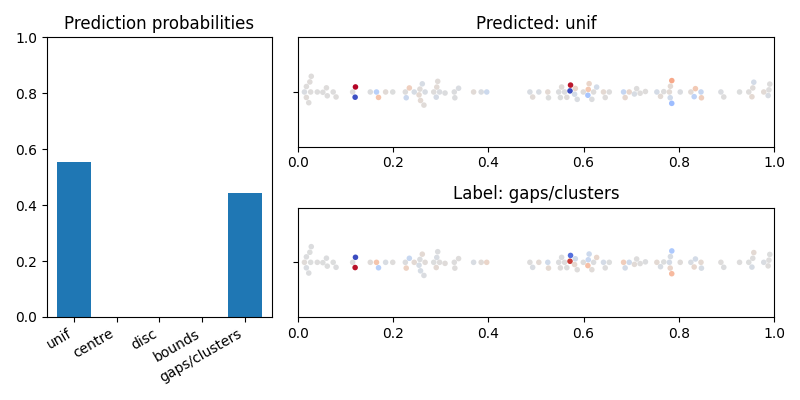 Prediction probabilities
1.0
0.8
0.6
0.4
0.2
0.0
unif
centre
disc
bounds
gaps/clusters
Predicted: unif
0.0 0.2 0.4 0.6 0.8 1.0
Label: gaps/clusters
0.0 0.2 0.4 0.6 0.8 1.0